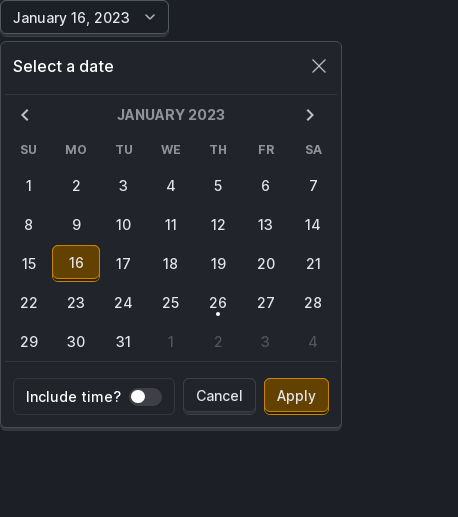 January 16, 2023
Select a date
JANUARY 2023
SU MO TU WE TH FR SA
1 2 3 4 5 6 7
8 9 10 11 12 13 14
15 16 17 18 19 20 21
22 23 24 25 26 27 28
29 30 31 1 2 3 4
Include time? Cancel Apply